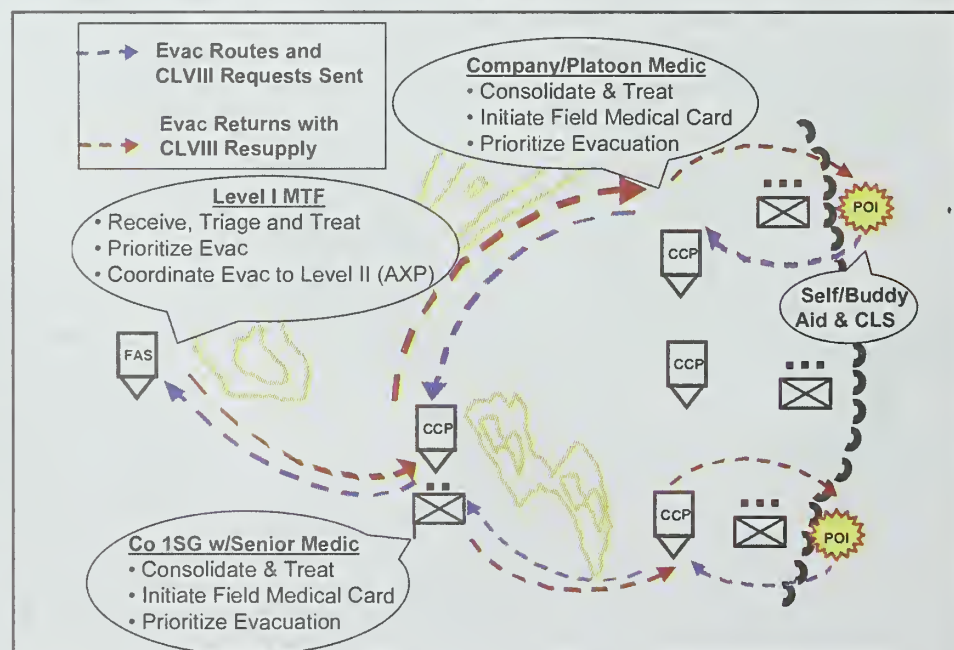 Evac Routes and
CLVIII Requests Sent
Evac Returns with
CLVIII Resupply
Company/Platoon Medic
• Consolidate & Treat
• Initiate Field Medical Card
• Prioritize Evacuation
Level I MTF
• Receive, Triage and Treat
• Prioritize Evac
• Coordinate Evac to Level II (AXP)
POI
CCP
Self/Buddy
Aid & CLS
FAS
CCP
CCP
CCP
POI
Co 1SG w/Senior Medic
• Consolidate & Treat
• Initiate Field Medical Card
• Prioritize Evacuation